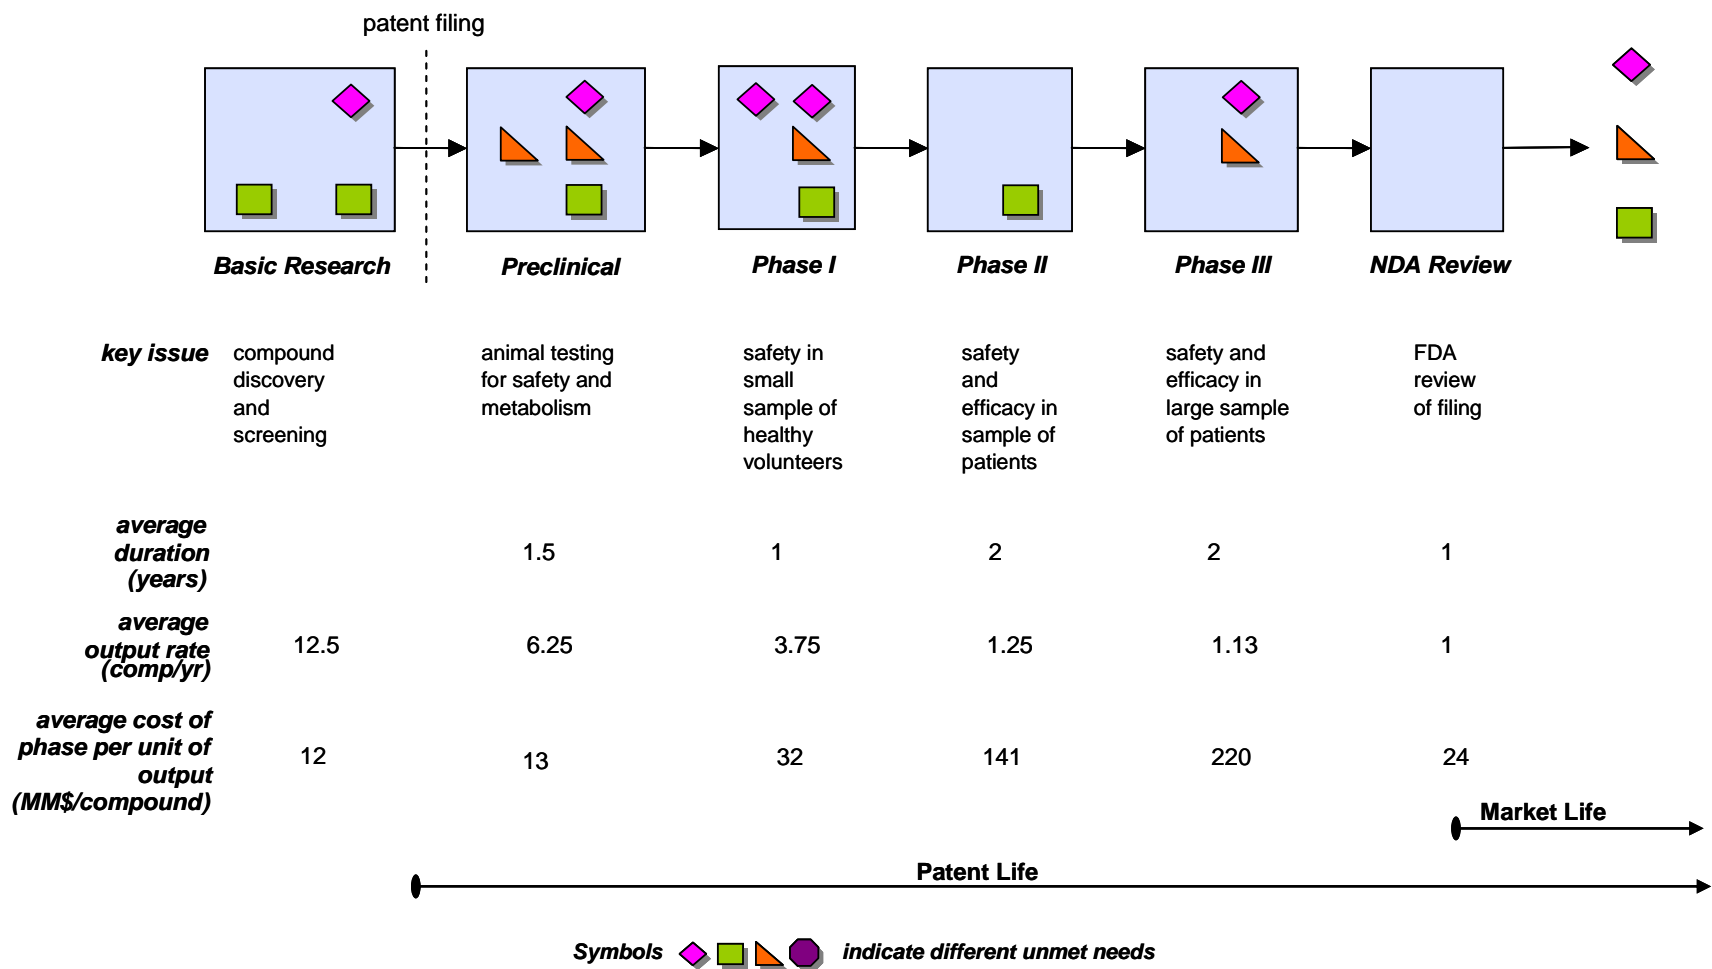 patent filing
Basic Research
Preclinical
Phase I
Phase II
Phase III
NDA Review
key issue
compound
discovery
and
screening
animal testing
for safety and
metabolism
safety in
small
sample of
healthy
volunteers
safety
and
efficacy in
sample of
patients
safety and
efficacy in
large sample
of patients
FDA
review
of filing
average
duration
(years)
1.5
1
2
2
1
average
output rate
(comp/yr)
12.5
6.25
3.75
1.25
1.13
1
average cost of
phase per unit of
output
(MM$/compound)
12
13
32
141
220
24
Market Life
Patent Life
Symbols indicate different unmet needs